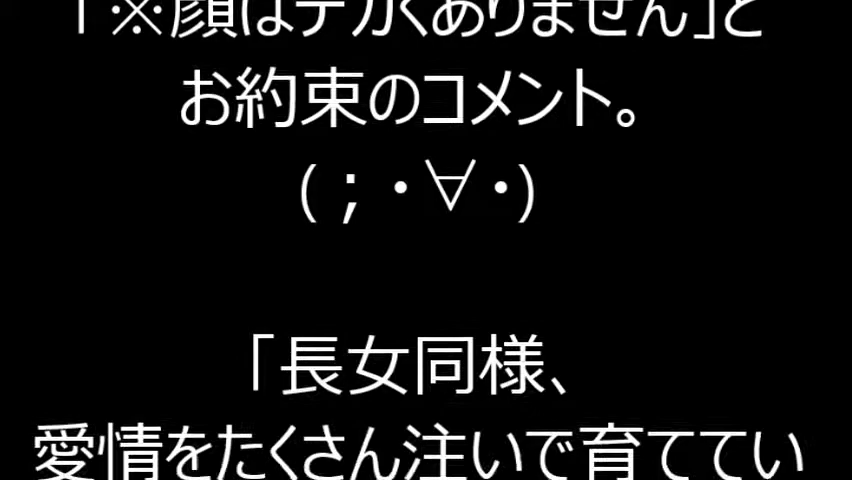 「※顔はデカくありません」と
お約束のコメント。
(；・∀・)
「長女同様、
愛情をたくさん注いで育ててい